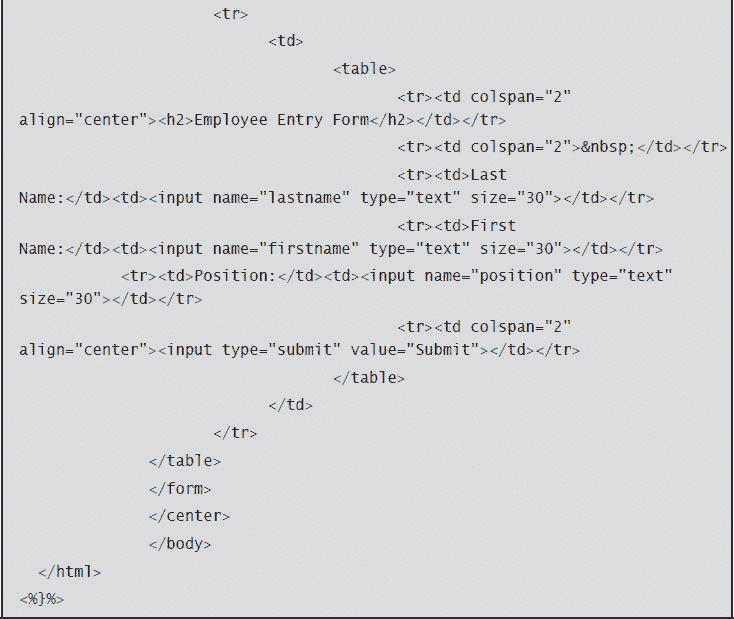 <tr>
<td>
<table>
<tr><td colspan="2"
align="center"><h2>Employee Entry Form</h2></td></tr>
<tr><td colspan="2">&nbsp;</td></tr>
<tr><td>Last
Name:</td><td><input name="lastname" type="text" size="30"></td></tr>
<tr><td>First
Name:</td><td><input name="firstname" type="text" size="30"></td></tr>
<tr><td>Position:</td><td><input name="position" type="text"
size="30"></td></tr>
<tr><td colspan="2"
align="center"><input type="submit" value="Submit"></td></tr>
</table>
</td>
</tr>
</table>
</form>
</center>
</body>
</html>
<%}%>